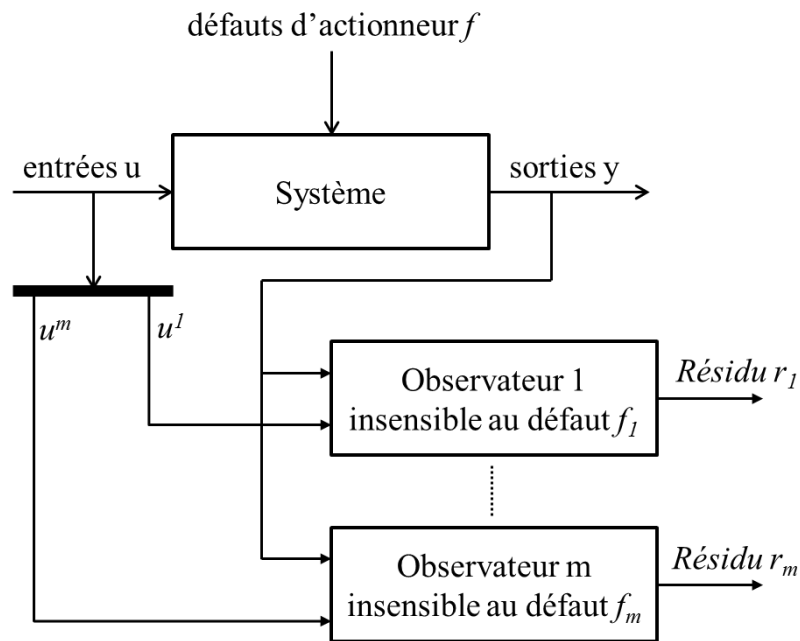 défauts d’actionneur f
entrées u
Système
sorties y
u^m
u^1
Observateur 1
insensible au défaut f_1
Résidu r_1
Observateur m
insensible au défaut f_m
Résidu r_m